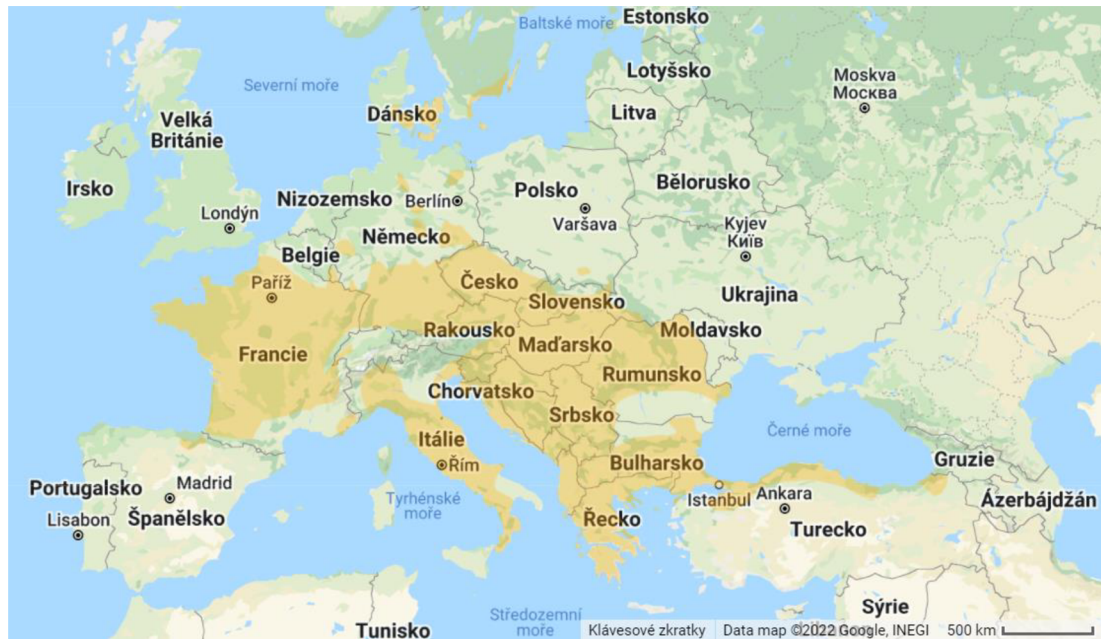 Estonsko
Baltské moře
Lotyšsko
Moskva
Москва
Severní moře
Dánsko
Litva
Velká
Británie
Irsko
Nizozemsko
Berlín
Polsko
Bělorusko
Londýn
Varšava
Kyjev
Київ
Německo
Belgie
Paříž
Česko
Ukrajina
Slovensko
Rakousko
Moldavsko
Maďarsko
Francie
Rumunsko
Chorvatsko
Srbsko
Itálie
Černé moře
Gruzie
Řím
Bulharsko
Madrid
Portugalsko
Istanbul
Ankara
Ázerbájdžán
Tyrhénské
moře
Lisabon
Španělsko
Řecko
Turecko
Sýrie
Středozemní
moře
Tunisko
Klávesové zkratky
Data map ©2022 Google, INEGI
500 km